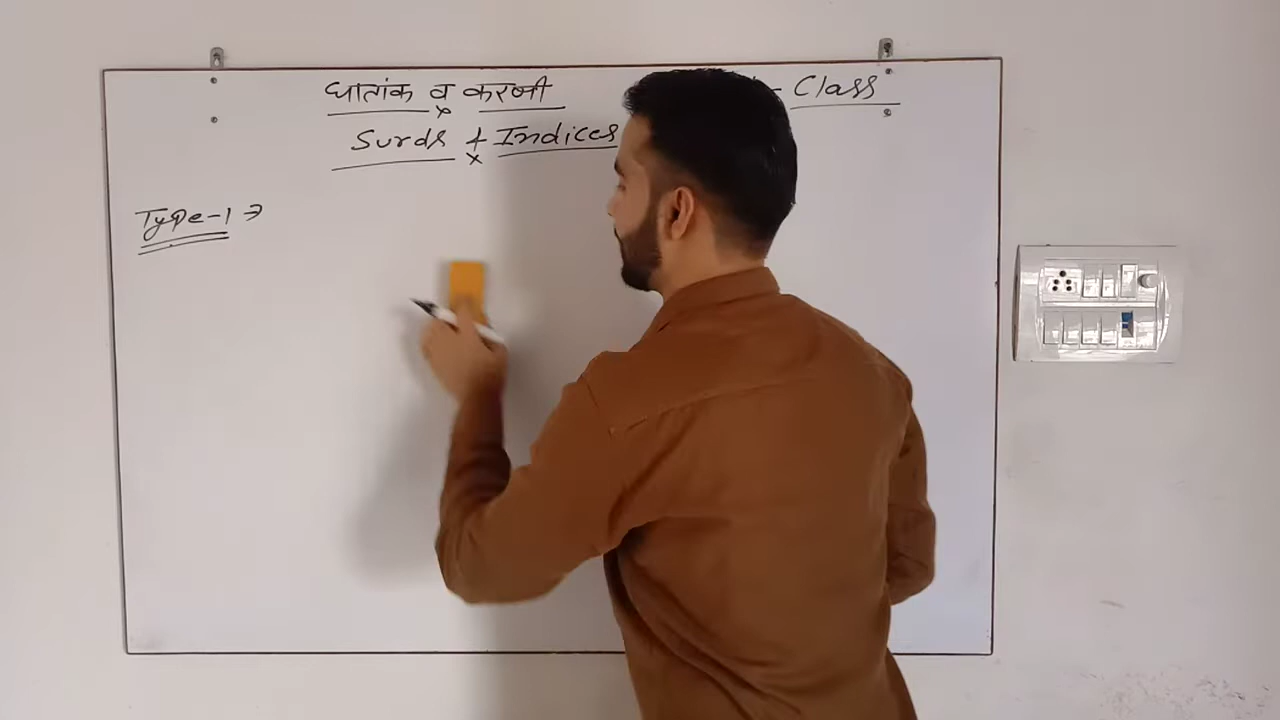 घातांक व करणी - Class
Surds + Indices
Type-1 →